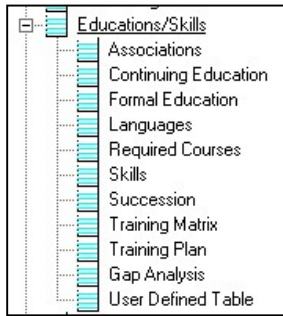 Educations/Skills
Associations
Continuing Education
Formal Education
Languages
Required Courses
Skills
Succession
Training Matrix
Training Plan
Gap Analysis
User Defined Table